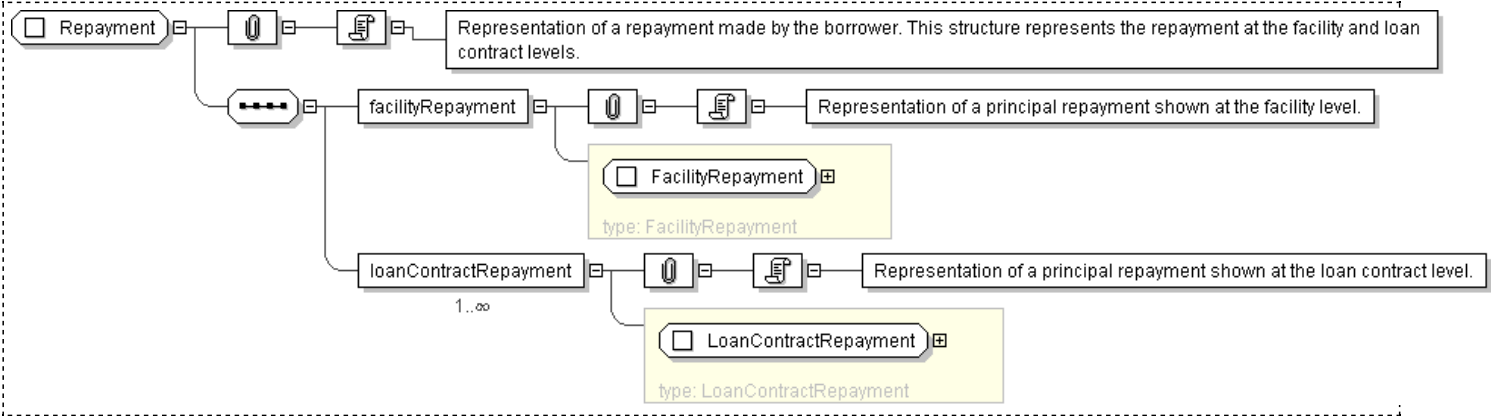 Repayment
Representation of a repayment made by the borrower. This structure represents the repayment at the facility and loan
contract levels.
facilityRepayment
Representation of a principal repayment shown at the facility level.
FacilityRepayment
type: FacilityRepayment
loanContractRepayment
Representation of a principal repayment shown at the loan contract level.
1..∞
LoanContractRepayment
type: LoanContractRepayment